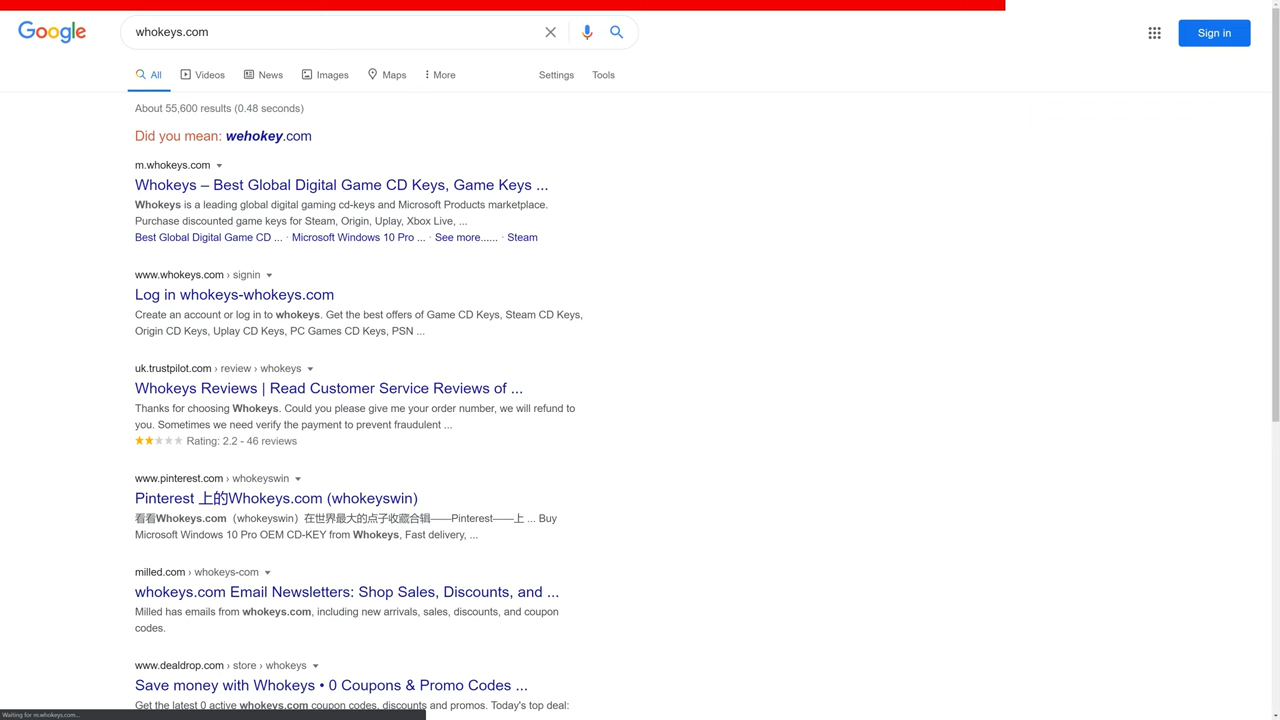 Google
whokeys.com
Sign in
All
Videos
News
Images
Maps
More
Settings
Tools
About 55,600 results (0.48 seconds)
Did you mean: wehokey.com
m.whokeys.com
Whokeys – Best Global Digital Game CD Keys, Game Keys ...
Whokeys is a leading global digital gaming cd-keys and Microsoft Products marketplace.
Purchase discounted game keys for Steam, Origin, Uplay, Xbox Live, ...
Best Global Digital Game CD ... · Microsoft Windows 10 Pro ... · See more...... · Steam
www.whokeys.com › signin
Log in whokeys-whokeys.com
Create an account or log in to whokeys. Get the best offers of Game CD Keys, Steam CD Keys,
Origin CD Keys, Uplay CD Keys, PC Games CD Keys, PSN ...
uk.trustpilot.com › review › whokeys
Whokeys Reviews | Read Customer Service Reviews of ...
Thanks for choosing Whokeys. Could you please give me your order number, we will refund to
you. Sometimes we need verify the payment to prevent fraudulent ...
Rating: 2.2 - 46 reviews
www.pinterest.com › whokeyswin
Pinterest 上的Whokeys.com (whokeyswin)
看看Whokeys.com（whokeyswin）在世界最大的点子收藏合辑——Pinterest——上 ... Buy
Microsoft Windows 10 Pro OEM CD-KEY from Whokeys, Fast delivery, ...
milled.com › whokeys-com
whokeys.com Email Newsletters: Shop Sales, Discounts, and ...
Milled has emails from whokeys.com, including new arrivals, sales, discounts, and coupon
codes.
www.dealdrop.com › store › whokeys
Save money with Whokeys • 0 Coupons & Promo Codes ...
Get the latest 0 active whokeys.com coupon codes, discounts and promos. Today's top deal:
Waiting for m.whokeys.com...